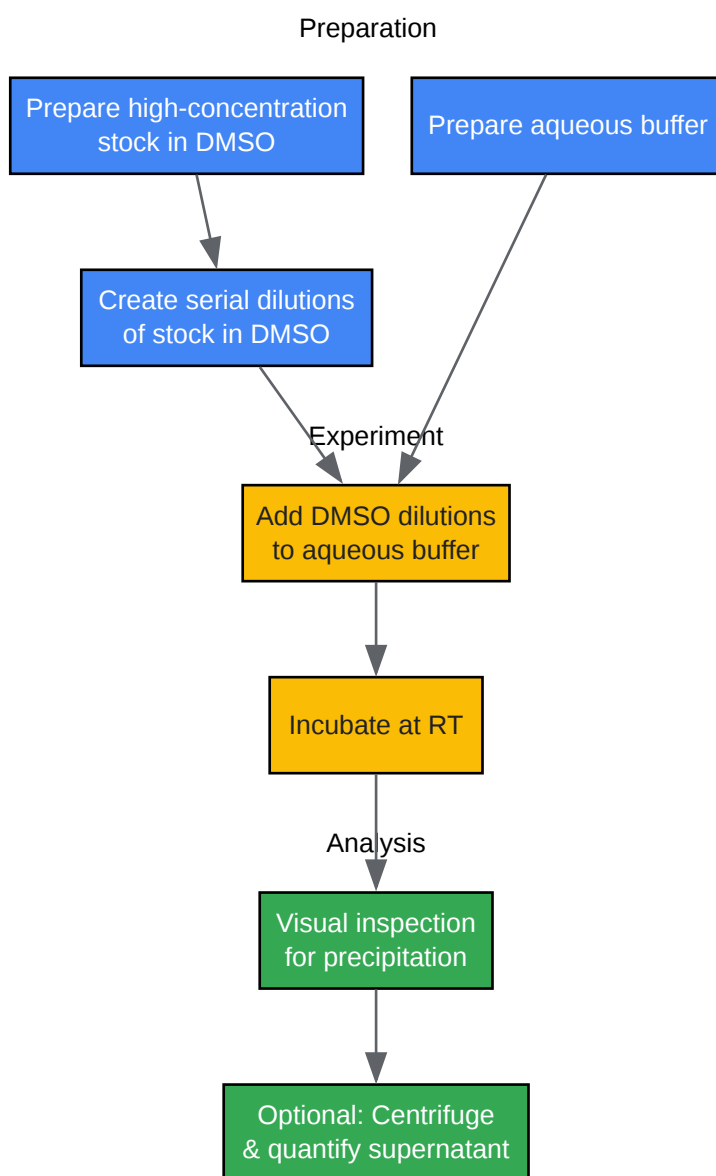 Preparation
Prepare high-concentration
stock in DMSO
Prepare aqueous buffer
Create serial dilutions
of stock in DMSO
Experiment
Add DMSO dilutions
to aqueous buffer
Incubate at RT
Analysis
Visual inspection
for precipitation
Optional: Centrifuge
& quantify supernatant